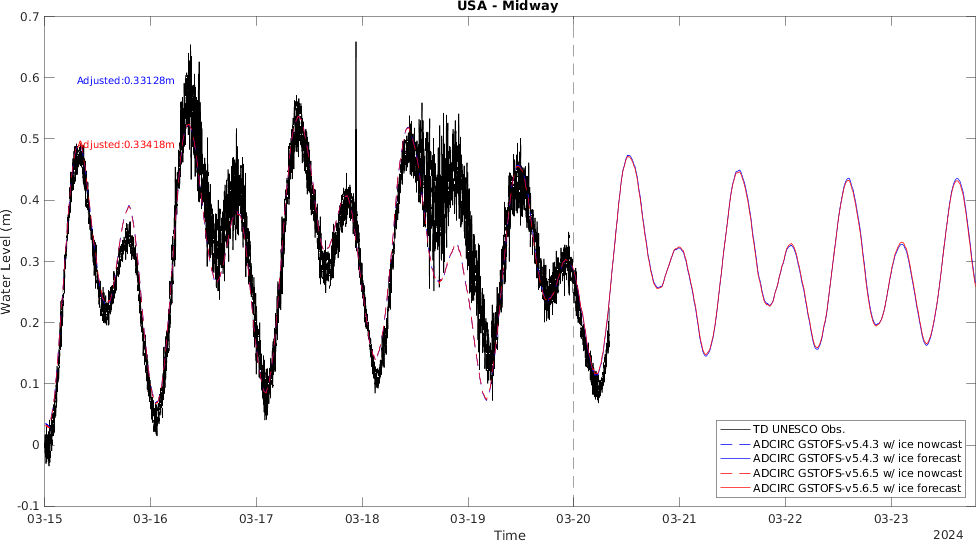 USA - Midway
0.7
0.6
0.5
0.4
0.3
0.2
0.1
0
-0.1
Water Level (m)
Adjusted:0.33128m
Adjusted:0.33418m
TD UNESCO Obs.
ADCIRC GSTOFS-v5.4.3 w/ ice nowcast
ADCIRC GSTOFS-v5.4.3 w/ ice forecast
ADCIRC GSTOFS-v5.6.5 w/ ice nowcast
ADCIRC GSTOFS-v5.6.5 w/ ice forecast
03-15 03-16 03-17 03-18 03-19 03-20 03-21 03-22 03-23
Time
2024